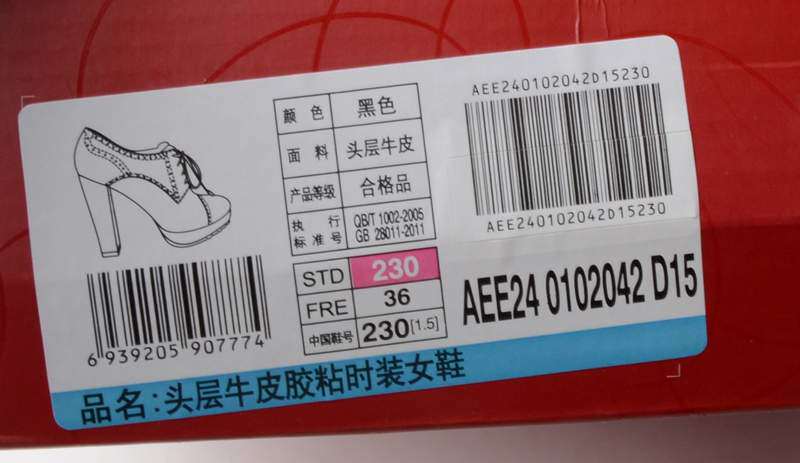 颜 色 黑色
面 料 头层牛皮
产品等级 合格品
执 行
标准号
QB/T 1002-2005
GB 28011-2011
STD 230
FRE 36
中国鞋号 230[1.5]
6 939205 907774
AEE240102042D15230
AEE240102042D15230
AEE24 0102042 D15
品名:头层牛皮胶粘时装女鞋